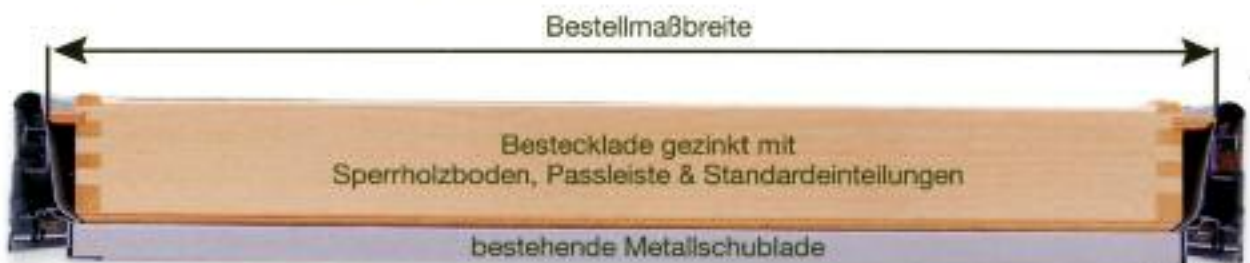 Bestellmaßbreite
Bestecklade gezinkt mit
Sperrholzboden, Passleiste & Standardeinteilungen
bestehende Metallschublade